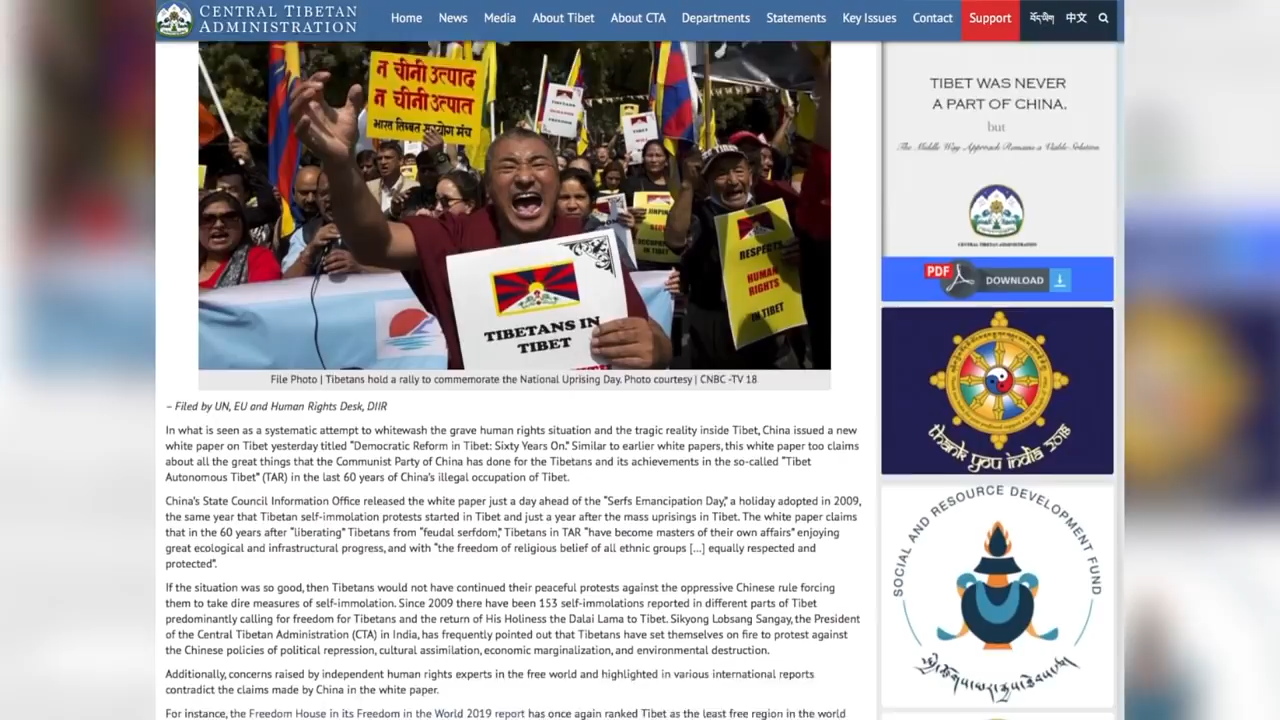 CENTRAL TIBETAN
ADMINISTRATION
Home News Media About Tibet About CTA Departments Statements Key Issues Contact Support བོད་ཡིག། 中文
न चीनी उत्पाद
न चीनी उत्पात
भारत तिब्बत सहयोग मंच
TIBETANS IN
TIBET
RESPECTS
HUMAN
RIGHTS
IN TIBET
File Photo | Tibetans hold a rally to commemorate the National Uprising Day. Photo courtesy | CNBC -TV 18
– Filed by UN, EU and Human Rights Desk, DIIR
In what is seen as a systematic attempt to whitewash the grave human rights situation and the tragic reality inside Tibet, China issued a new
white paper on Tibet yesterday titled “Democratic Reform in Tibet: Sixty Years On.” Similar to earlier white papers, this white paper too claims
about all the great things that the Communist Party of China has done for the Tibetans and its achievements in the so-called “Tibet
Autonomous Tibet” (TAR) in the last 60 years of China’s illegal occupation of Tibet.
China’s State Council Information Office released the white paper just a day ahead of the “Serfs Emancipation Day,” a holiday adopted in 2009,
the same year that Tibetan self-immolation protests started in Tibet and just a year after the mass uprisings in Tibet. The white paper claims
that in the 60 years after “liberating” Tibetans from “feudal serfdom,” Tibetans in TAR “have become masters of their own affairs” enjoying
great ecological and infrastructural progress, and with “the freedom of religious belief of all ethnic groups […] equally respected and
protected”.
If the situation was so good, then Tibetans would not have continued their peaceful protests against the oppressive Chinese rule forcing
them to take dire measures of self-immolation. Since 2009 there have been 153 self-immolations reported in different parts of Tibet
predominantly calling for freedom for Tibetans and the return of His Holiness the Dalai Lama to Tibet. Sikyong Lobsang Sangay, the President
of the Central Tibetan Administration (CTA) in India, has frequently pointed out that Tibetans have set themselves on fire to protest against
the Chinese policies of political repression, cultural assimilation, economic marginalization, and environmental destruction.
Additionally, concerns raised by independent human rights experts in the free world and highlighted in various international reports
contradict the claims made by China in the white paper.
For instance, the Freedom House in its Freedom in the World 2019 report has once again ranked Tibet as the least free region in the world
TIBET WAS NEVER
A PART OF CHINA,
but
The Middle Way Approach Remains a Viable Solution
CENTRAL TIBETAN ADMINISTRATION
PDF DOWNLOAD
thank you india 2018
SOCIAL AND RESOURCE DEVELOPMENT FUND